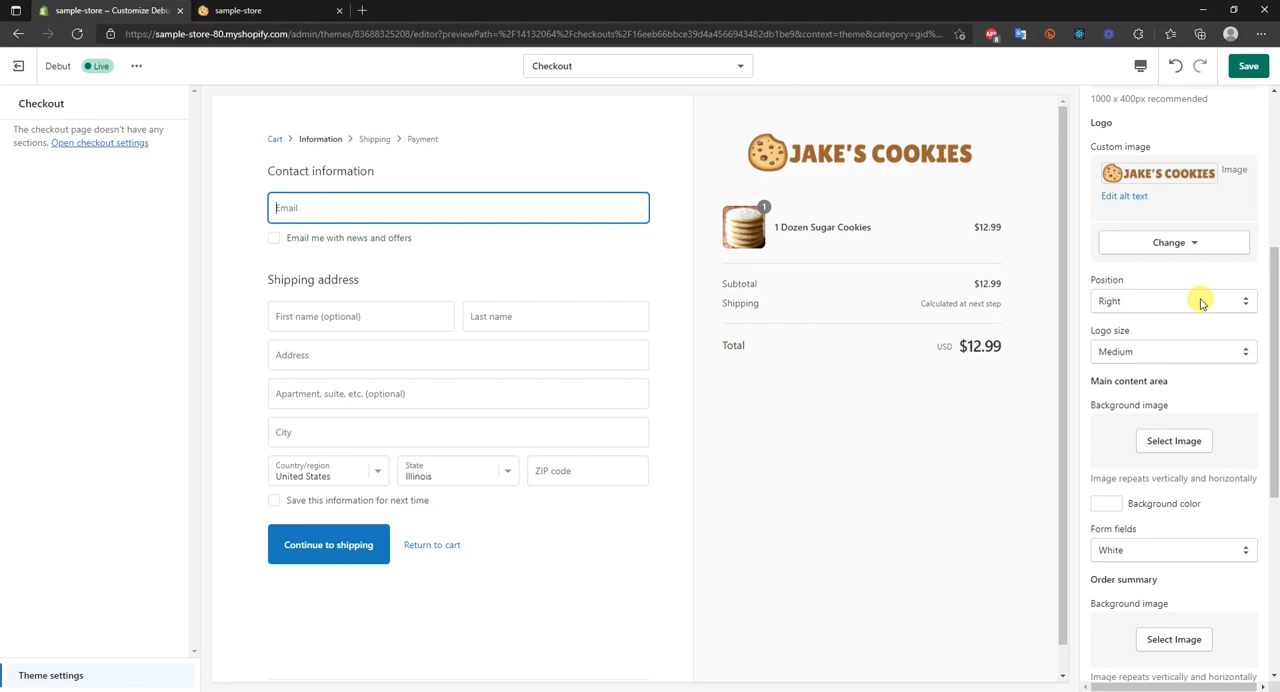 sample-store ~ Customize Debu
sample-store
https://sample-store-80.myshopify.com/admin/themes/83688325208/editor?previewPath=%2F14132064%2Fcheckouts%2F16eeb66bbce39d4a4566943482db1be9&context=theme&category=gid%...
Debut
Live
Checkout
Save
Checkout
The checkout page doesn't have any
sections. Open checkout settings
Theme settings
Cart > Information > Shipping > Payment
Contact information
Email
Email me with news and offers
Shipping address
First name (optional)
Last name
Address
Apartment, suite, etc. (optional)
City
Country/region
United States
State
Illinois
ZIP code
Save this information for next time
Continue to shipping
Return to cart
JAKE'S COOKIES
1
1 Dozen Sugar Cookies
$12.99
Subtotal
$12.99
Shipping
Calculated at next step
Total
USD $12.99
1000 x 400px recommended
Logo
Custom image
JAKE'S COOKIES
Image
Edit alt text
Change
Position
Right
Logo size
Medium
Main content area
Background image
Select Image
Image repeats vertically and horizontally
Background color
Form fields
White
Order summary
Background image
Select Image
Image repeats vertically and horizontally